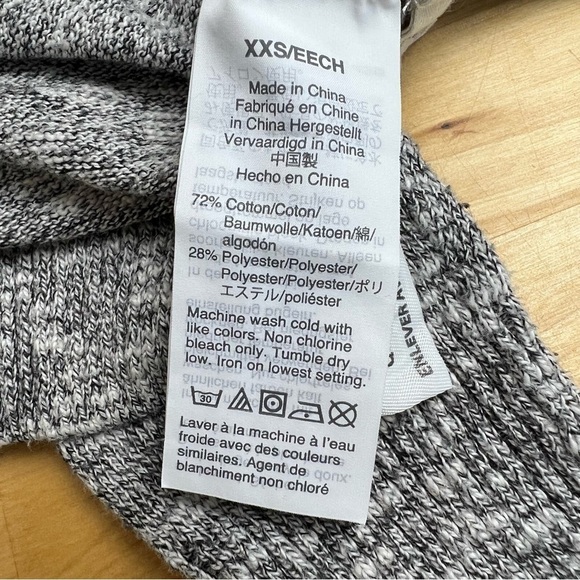 XXS/EECH
Made in China
Fabriqué en Chine
in China Hergestellt
Vervaardigd in China
中国製
Hecho en China
72% Cotton/Coton/
Baumwolle/Katoen/綿/
algodón
28% Polyester/Polyester/
Polyester/Polyester/ポリ
エステル/poliéster
Machine wash cold with
like colors. Non chlorine
bleach only. Tumble dry
low. Iron on lowest setting.
30
Laver à la machine à l'eau
froide avec des couleurs
similaires. Agent de
blanchiment non chloré
ENLEVER